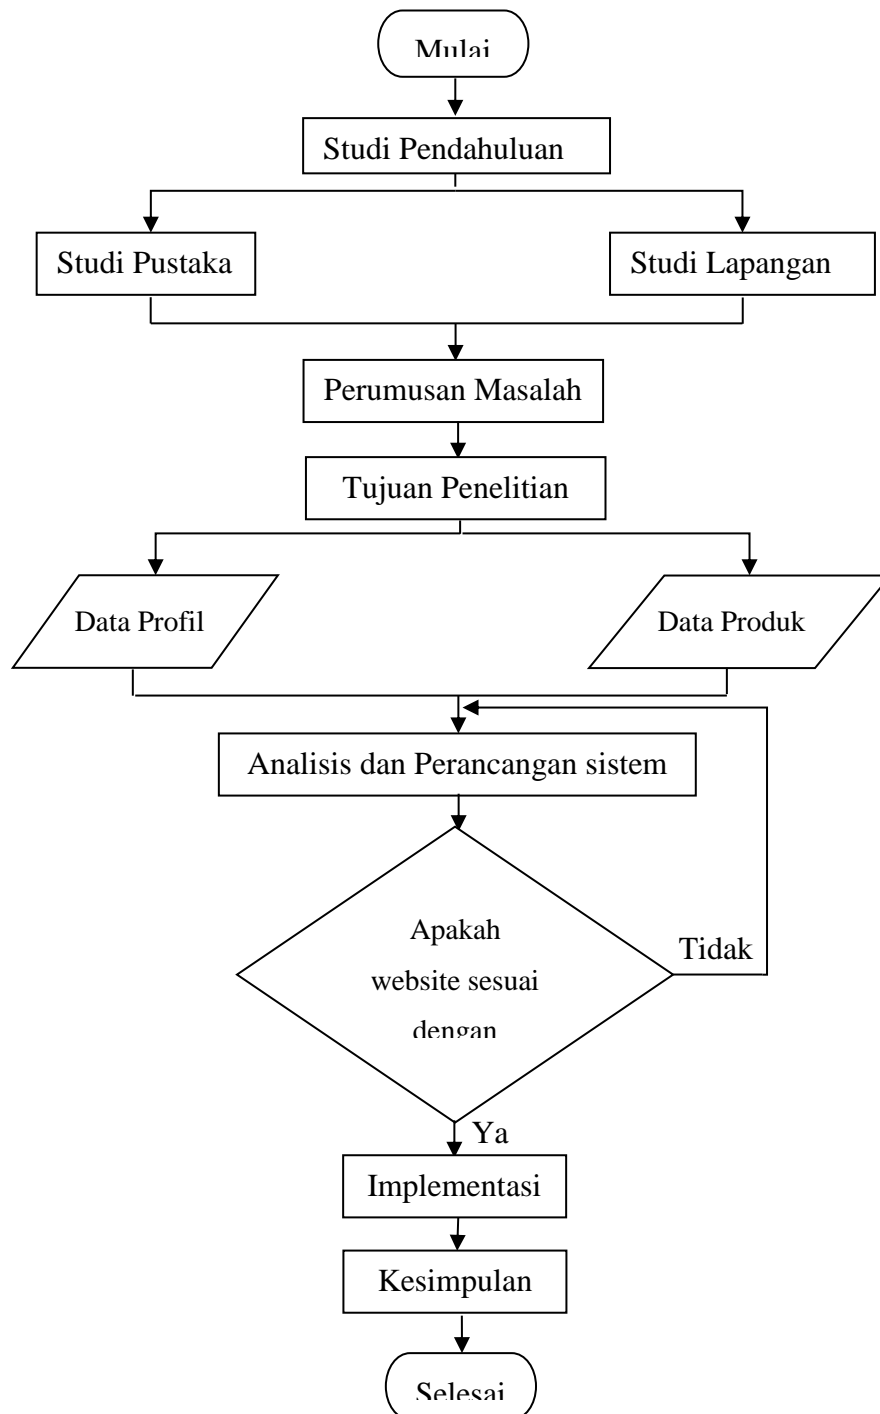 Mulai
Studi Pendahuluan
Studi Pustaka
Studi Lapangan
Perumusan Masalah
Tujuan Penelitian
Data Profil
Data Produk
Analisis dan Perancangan sistem
Apakah
website sesuai
dengan
Tidak
Ya
Implementasi
Kesimpulan
Selesai